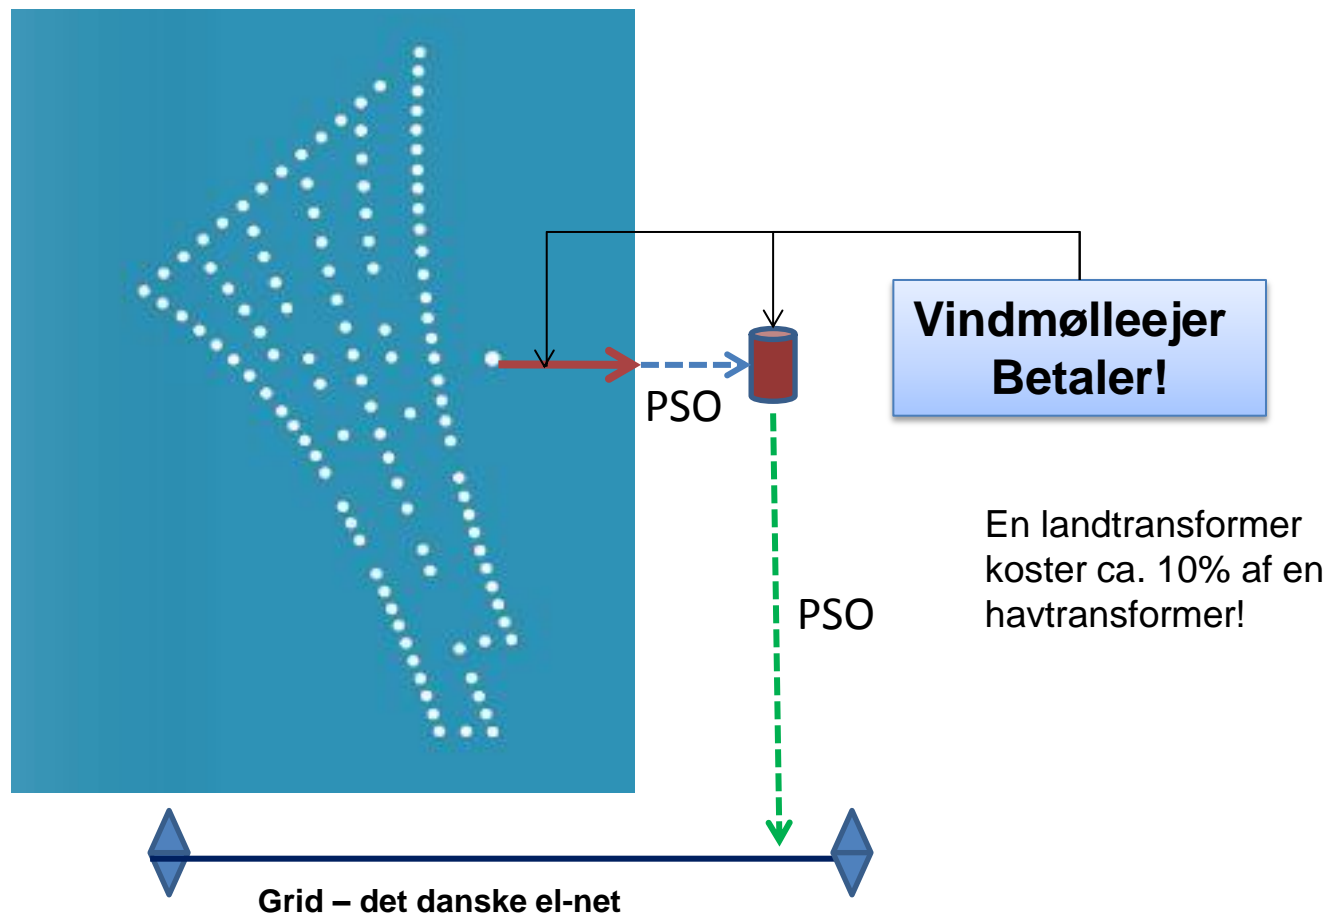 Vindmølleejer
Betaler!
PSO
En landtransformer
koster ca. 10% af en
havtransformer!
PSO
Grid – det danske el-net